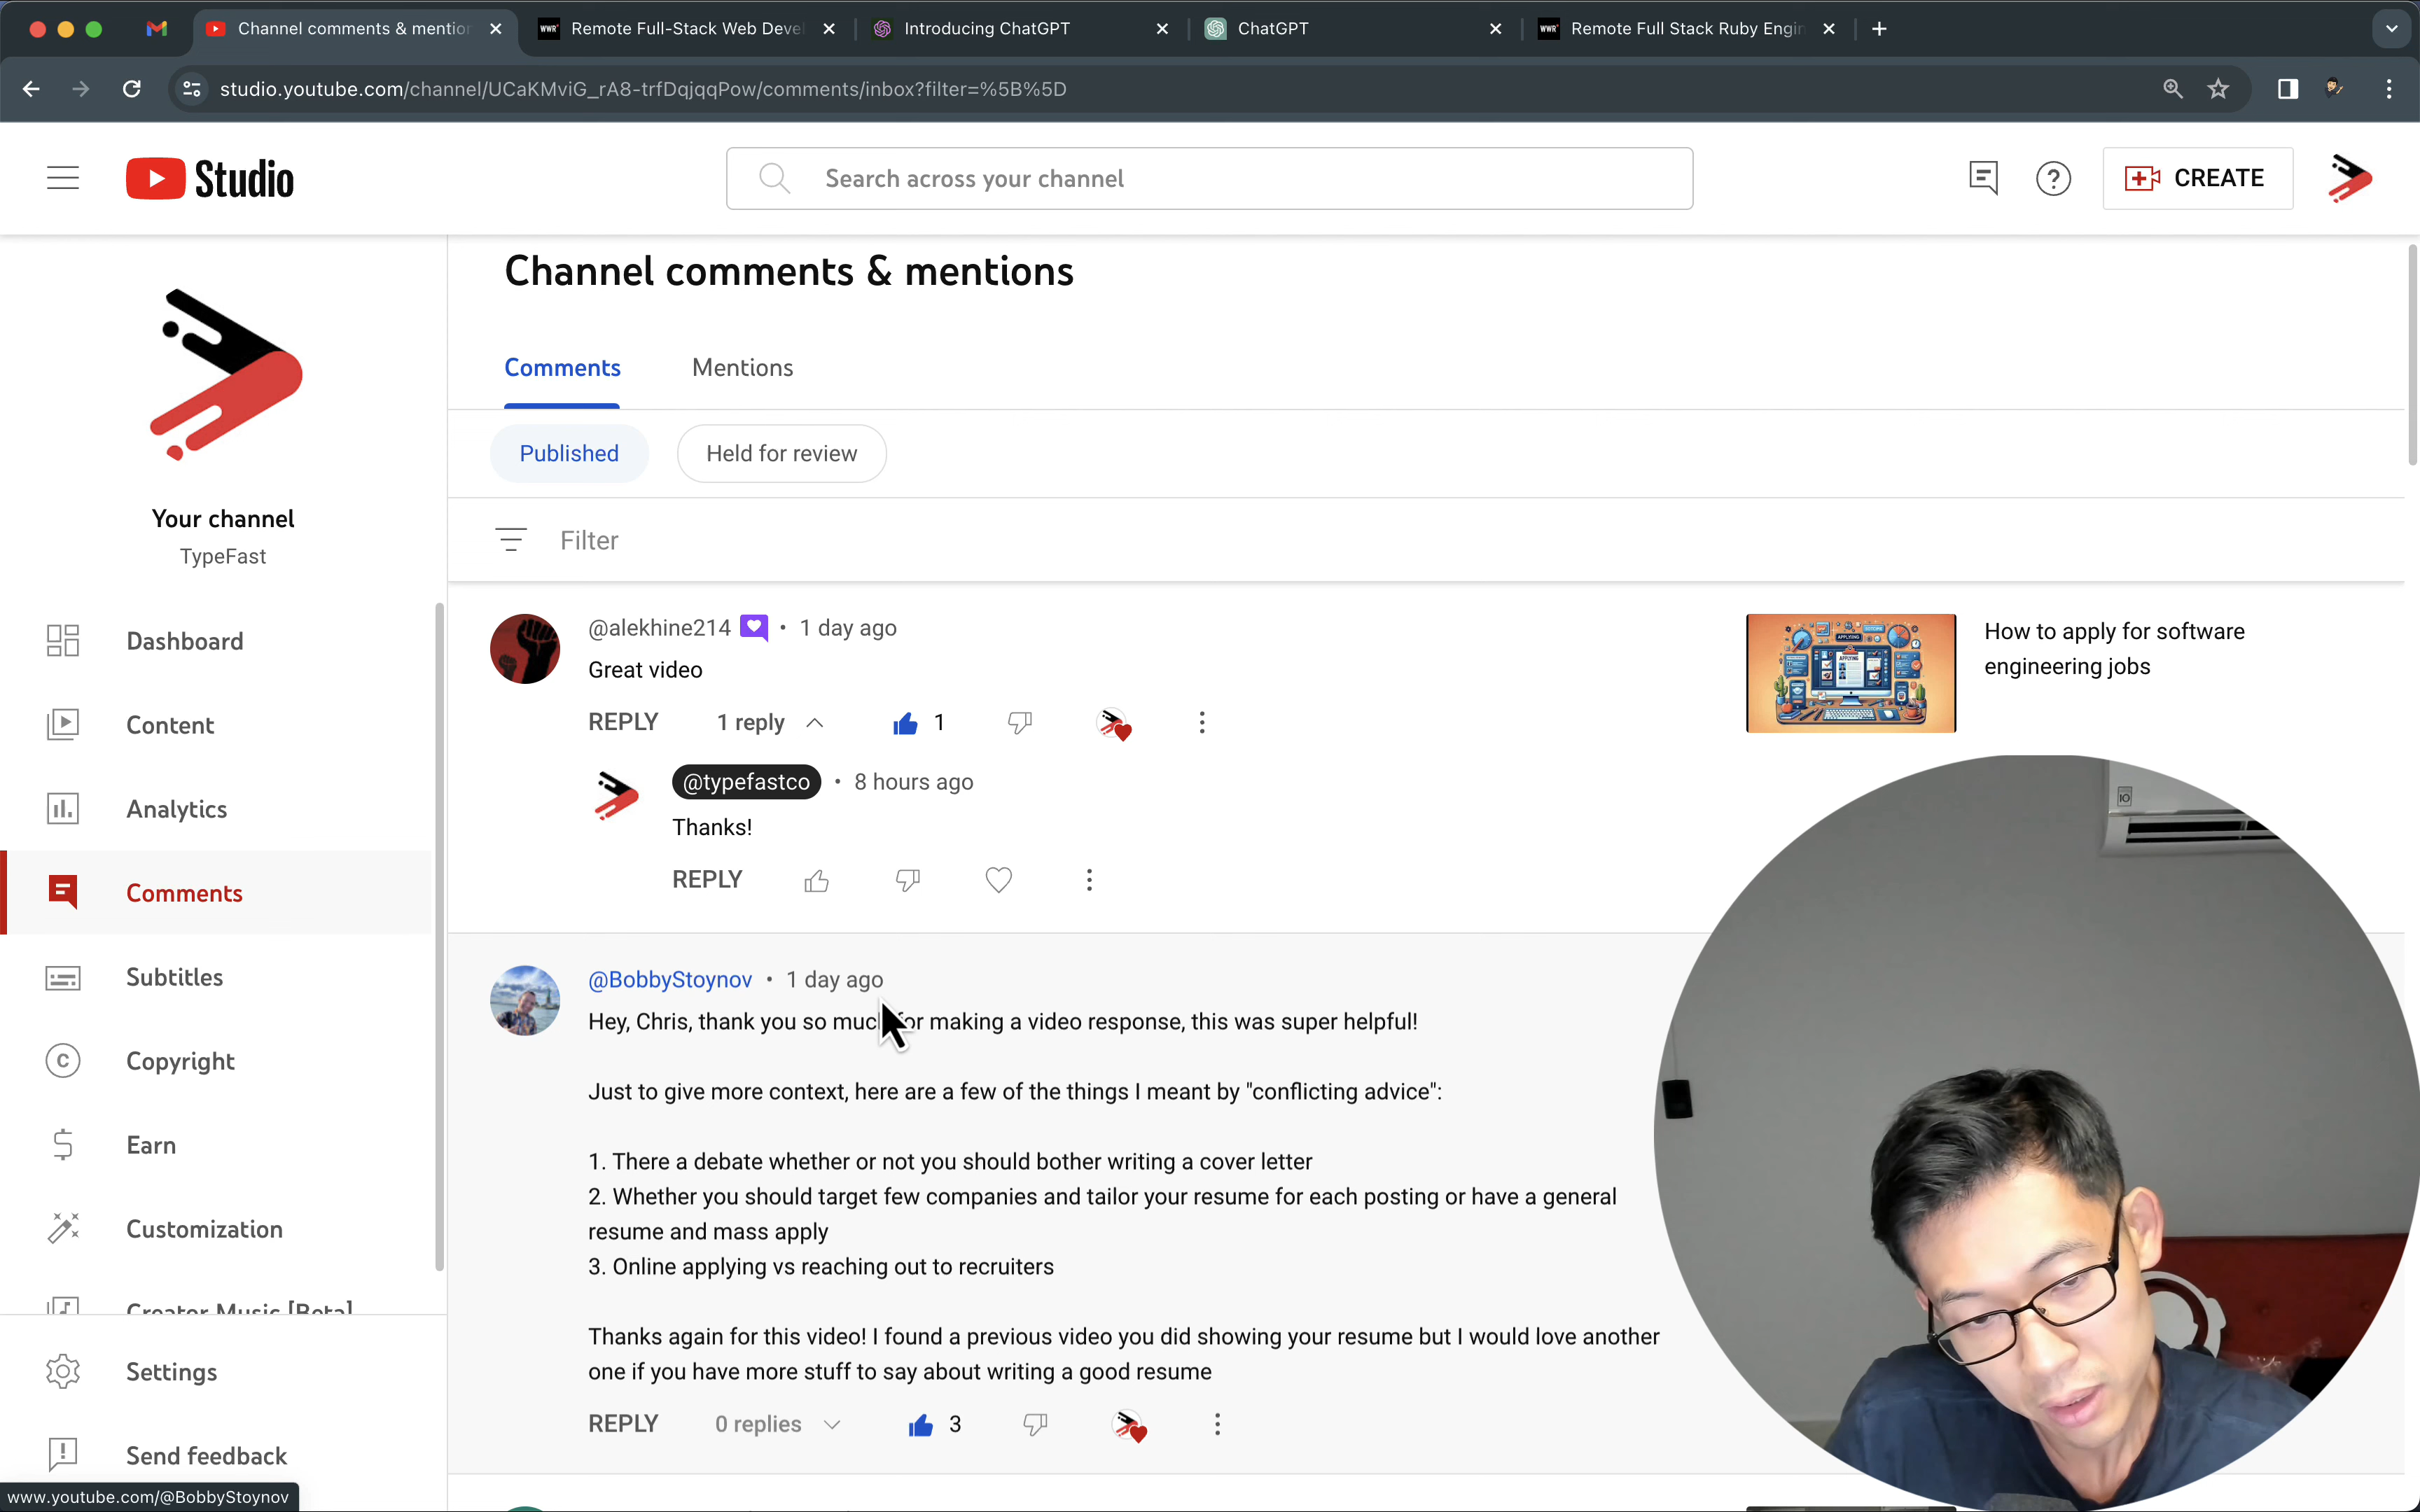 Channel comments & mention
WWR
Remote Full-Stack Web Deve
Introducing ChatGPT
ChatGPT
WWR
Remote Full Stack Ruby Engin
studio.youtube.com/channel/UCaKMviG_rA8-trfDqjqqPow/comments/inbox?filter=%5B%5D
Studio
Search across your channel
CREATE
Channel comments & mentions
Comments
Mentions
Published
Held for review
Filter
Your channel
TypeFast
Dashboard
Content
Analytics
Comments
Subtitles
Copyright
Earn
Customization
Creator Music [Beta]
Settings
Send feedback
@alekhine214 • 1 day ago
Great video
REPLY
1 reply
1
@typefastco • 8 hours ago
Thanks!
REPLY
How to apply for software
engineering jobs
APPLYING
@BobbyStoynov • 1 day ago
Hey, Chris, thank you so much for making a video response, this was super helpful!
Just to give more context, here are a few of the things I meant by "conflicting advice":
1. There a debate whether or not you should bother writing a cover letter
2. Whether you should target few companies and tailor your resume for each posting or have a general
resume and mass apply
3. Online applying vs reaching out to recruiters
Thanks again for this video! I found a previous video you did showing your resume but I would love another
one if you have more stuff to say about writing a good resume
REPLY
0 replies
3
www.youtube.com/@BobbyStoynov